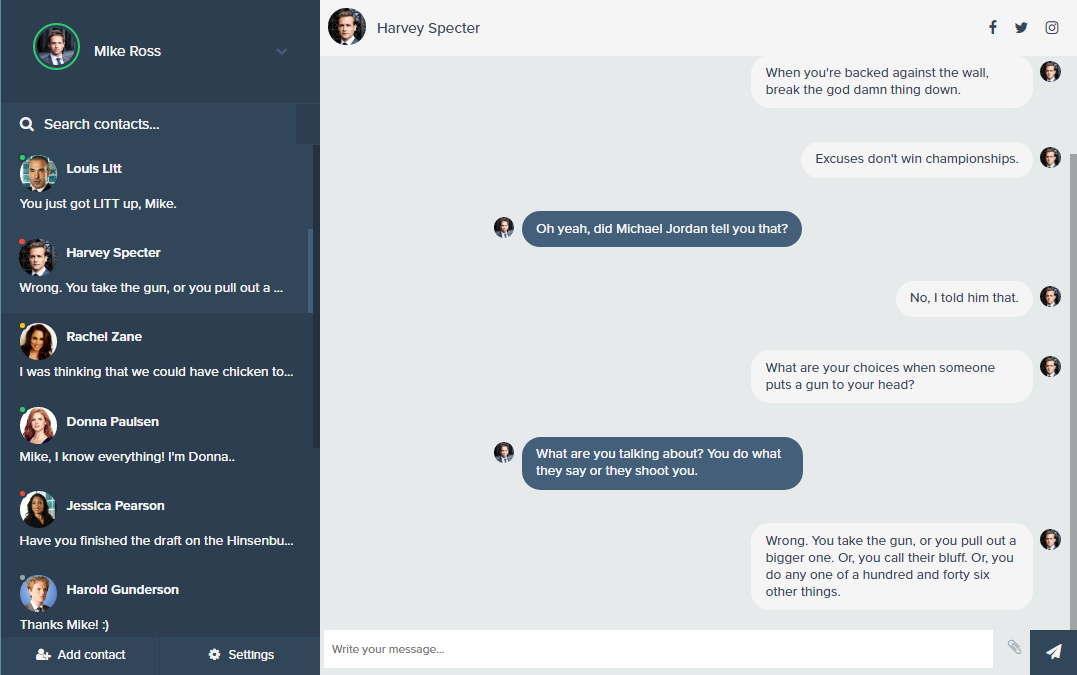 Mike Ross
Search contacts...
Louis Litt
You just got LITT up, Mike.
Harvey Specter
Wrong. You take the gun, or you pull out a ...
Rachel Zane
I was thinking that we could have chicken to...
Donna Paulsen
Mike, I know everything! I'm Donna..
Jessica Pearson
Have you finished the draft on the Hinsenbu...
Harold Gunderson
Thanks Mike! :)
Add contact
Settings
Harvey Specter
When you're backed against the wall,
break the god damn thing down.
Excuses don't win championships.
Oh yeah, did Michael Jordan tell you that?
No, I told him that.
What are your choices when someone
puts a gun to your head?
What are you talking about? You do what
they say or they shoot you.
Wrong. You take the gun, or you pull out a
bigger one. Or, you call their bluff. Or, you
do any one of a hundred and forty six
other things.
Write your message...